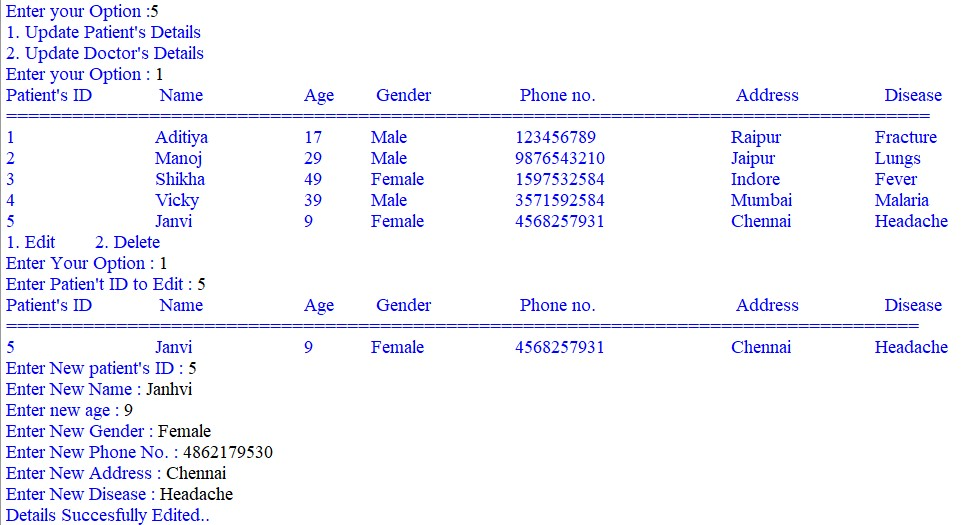 Enter your Option :5
1. Update Patient's Details
2. Update Doctor's Details
Enter your Option : 1
Patient's ID Name Age Gender Phone no. Address Disease
=====================================================================================
1 Aditiya 17 Male 123456789 Raipur Fracture
2 Manoj 29 Male 9876543210 Jaipur Lungs
3 Shikha 49 Female 1597532584 Indore Fever
4 Vicky 39 Male 3571592584 Mumbai Malaria
5 Janvi 9 Female 4568257931 Chennai Headache
1. Edit 2. Delete
Enter Your Option : 1
Enter Patien't ID to Edit : 5
Patient's ID Name Age Gender Phone no. Address Disease
====================================================================================
5 Janvi 9 Female 4568257931 Chennai Headache
Enter New patient's ID : 5
Enter New Name : Janhvi
Enter new age : 9
Enter New Gender : Female
Enter New Phone No. : 4862179530
Enter New Address : Chennai
Enter New Disease : Headache
Details Succesfully Edited..